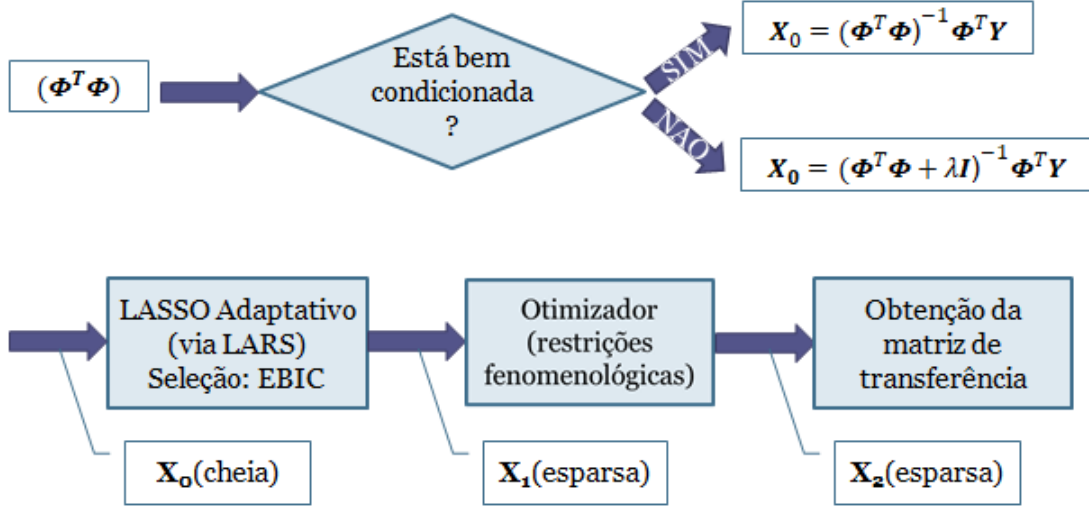 (Φ^T Φ)
Está bem
condicionada
?
SIM
NAO
X_0 = (Φ^T Φ)^{-1} Φ^T Y
X_0 = (Φ^T Φ + λI)^{-1} Φ^T Y
LASSO Adaptativo
(via LARS)
Seleção: EBIC
Otimizador
(restrições
fenomenológicas)
Obtenção da
matriz de
transferência
X_0(cheia)
X_1(esparsa)
X_2(esparsa)